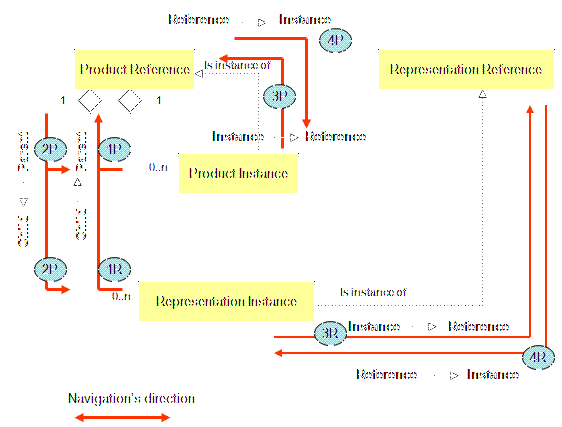 Reference Instance
4P
Product Reference
Is instance of
Representation Reference
3P
1 1
Instance Reference
2P
1P
Parent
Parent
0..n
Product Instance
Child
Child
2P
1R
0..n
Representation Instance
Is instance of
3R
Instance Reference
4R
Reference Instance
Navigation's direction